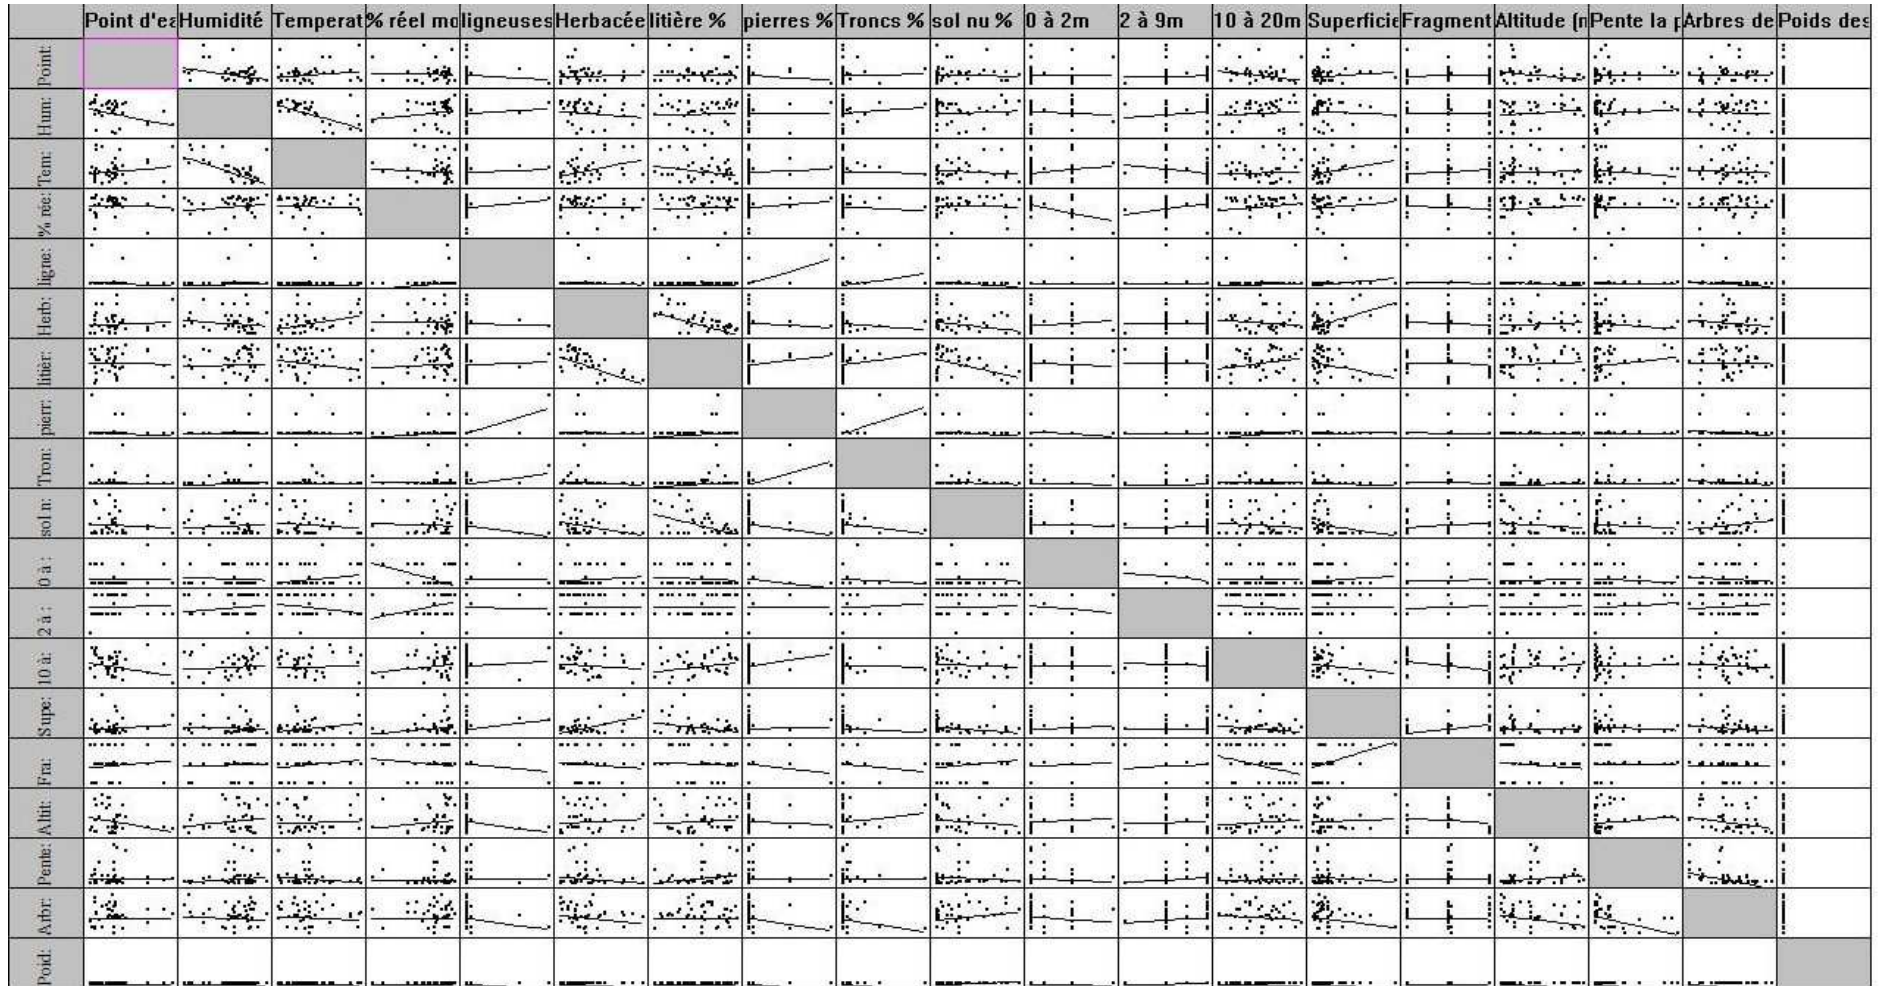 Point d'ea Humidité Temperat % réel mo ligneuses Herbacée litière % pierres % Troncs % sol nu % 0 à 2m 2 à 9m 10 à 20m Superficie Fragment Altitude (m Pente la p Arbres de Poids des
Point:
Hum:
Tem:
% rée:
ligne:
Herb:
litièr:
pierr:
Tron:
sol n:
0 à :
2 à :
10 à:
Supe:
Fra:
Altit:
Pente:
Arbr:
Poid: